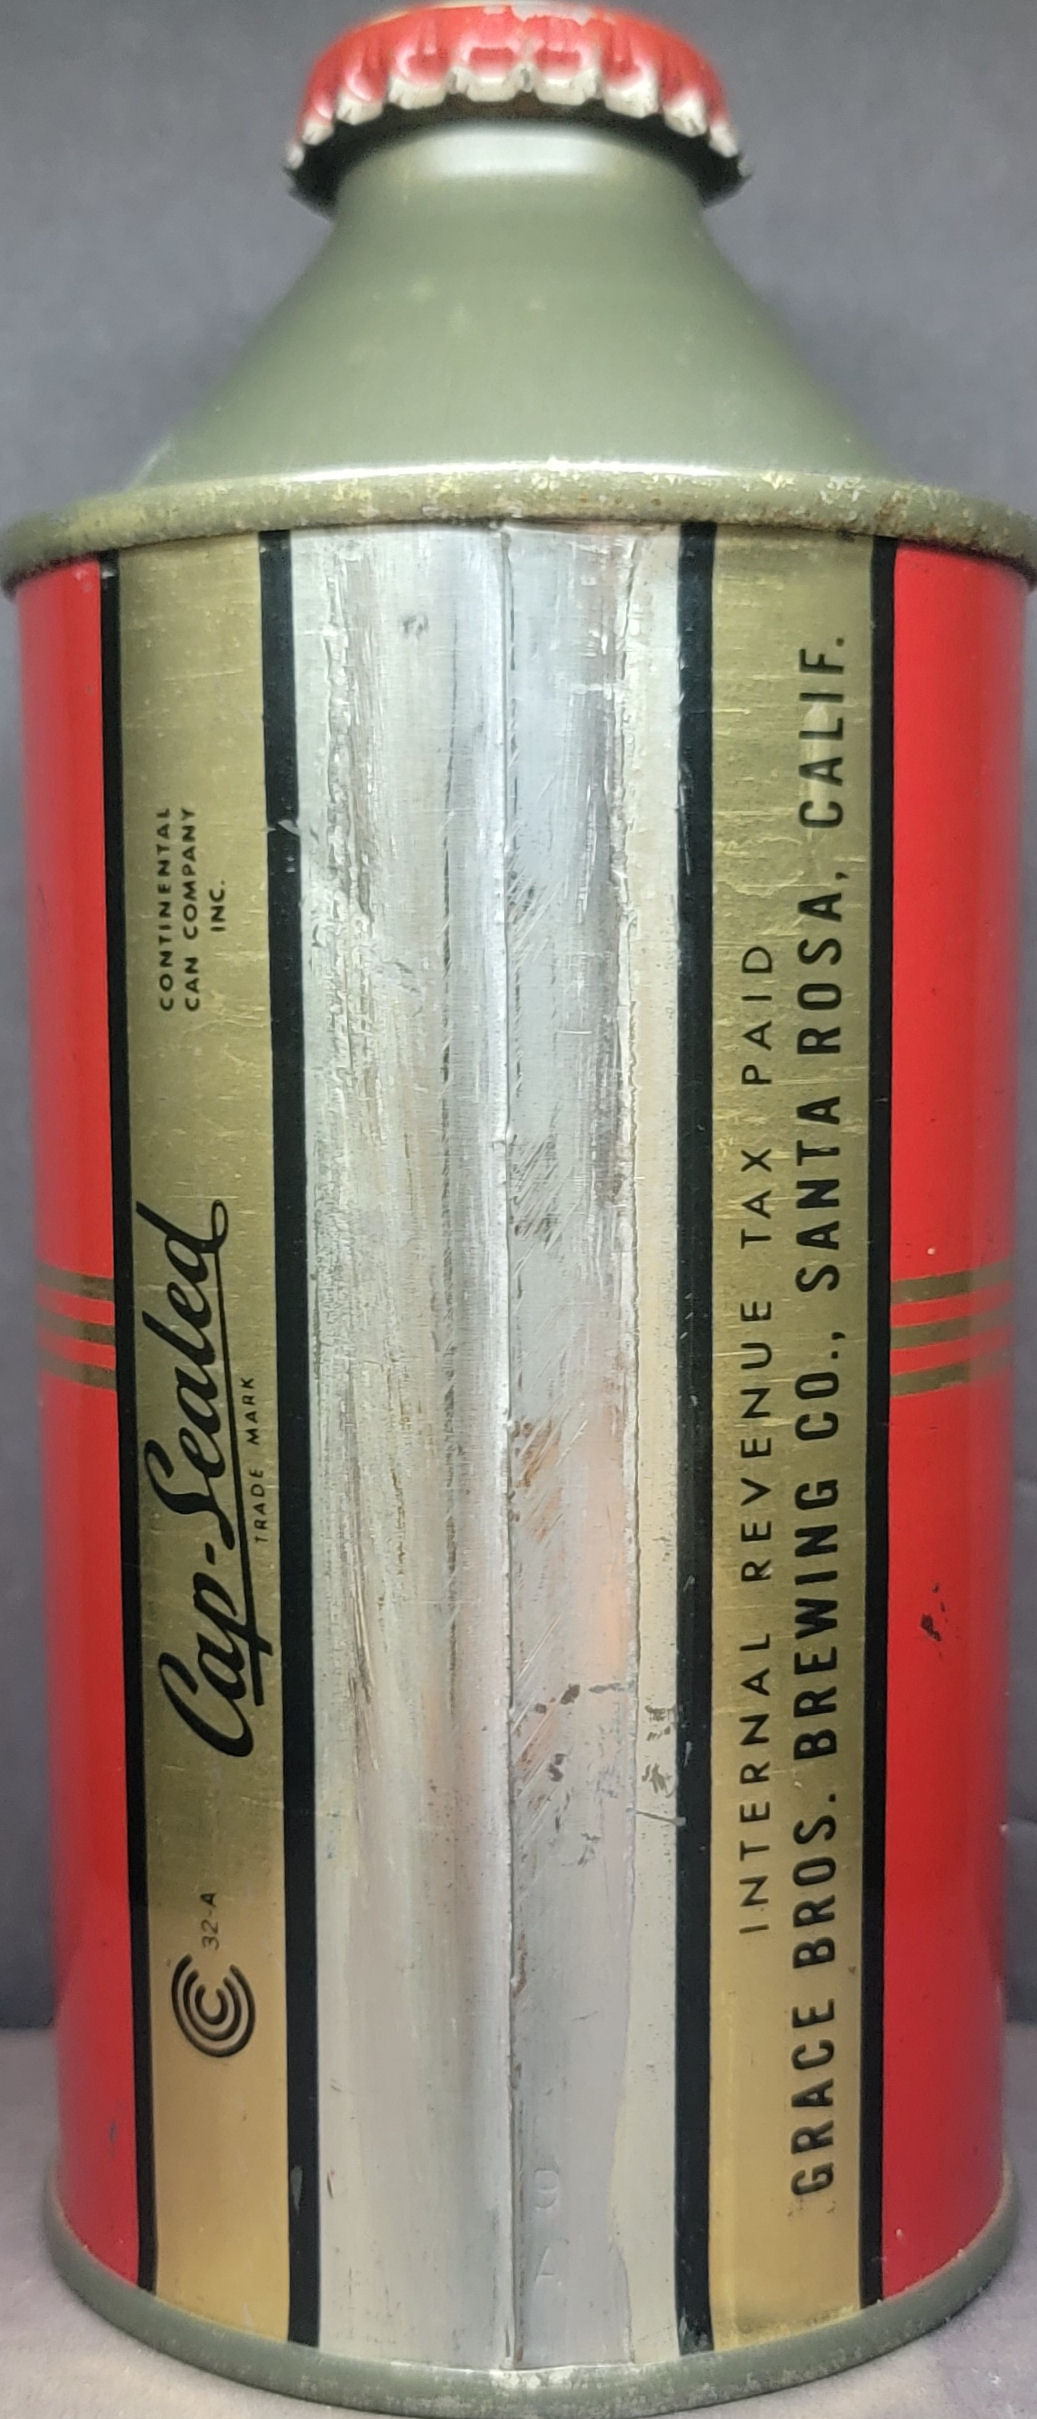 CONTINENTAL
CAN COMPANY
INC.
Cap-Sealed
TRADE MARK
C 32-A
INTERNAL REVENUE TAX PAID
GRACE BROS. BREWING CO., SANTA ROSA, CALIF.